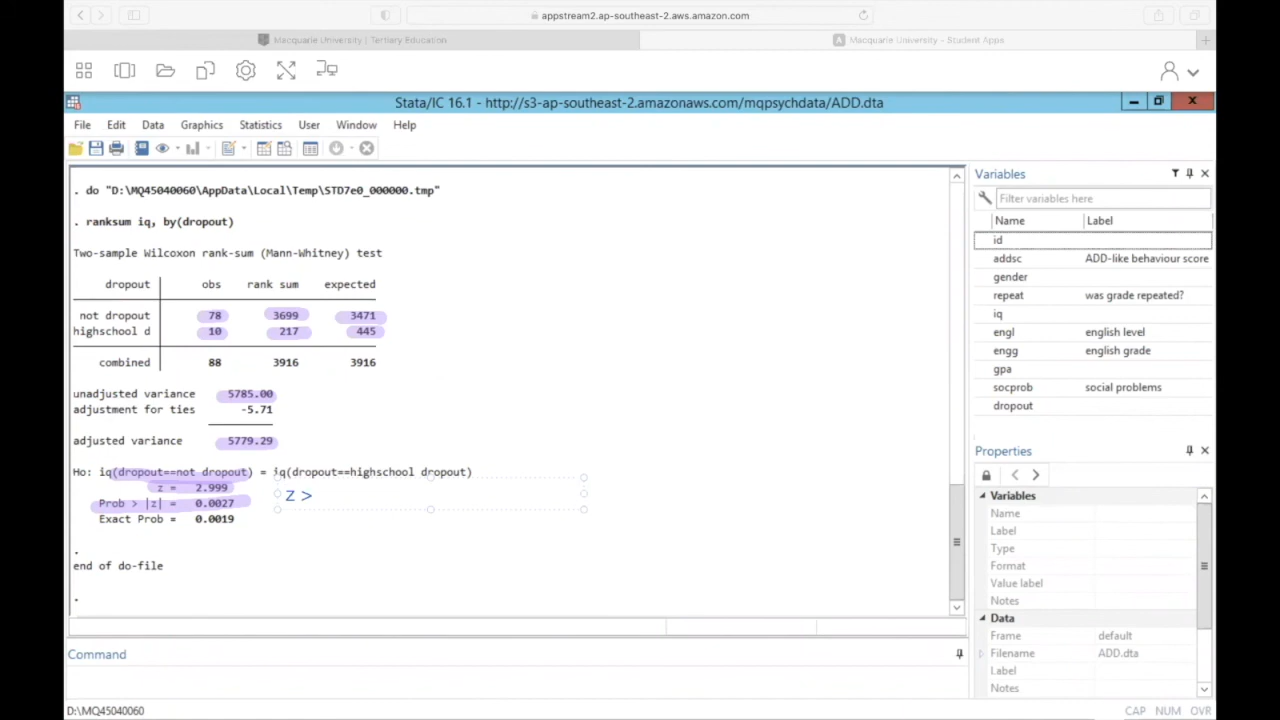 appstream2.ap-southeast-2.aws.amazon.com
Macquarie University | Tertiary Education
Macquarie University - Student Apps
Stata/IC 16.1 - http://s3-ap-southeast-2.amazonaws.com/mqpsychdata/ADD.dta
File Edit Data Graphics Statistics User Window Help
. do "D:\MQ45040060\AppData\Local\Temp\STD7e0_000000.tmp"
. ranksum iq, by(dropout)
Two-sample Wilcoxon rank-sum (Mann-Whitney) test
dropout obs rank sum expected
not dropout 78 3699 3471
highschool d 10 217 445
combined 88 3916 3916
unadjusted variance 5785.00
adjustment for ties -5.71
adjusted variance 5779.29
Ho: iq(dropout==not dropout) = iq(dropout==highschool dropout)
z = 2.999
z >
Prob > |z| = 0.0027
Exact Prob = 0.0019
.
end of do-file
.
Command
D:\MQ45040060
Variables
Filter variables here
Name Label
id
addsc ADD-like behaviour score
gender
repeat was grade repeated?
iq
engl english level
engg english grade
gpa
socprob social problems
dropout
Properties
Variables
Name
Label
Type
Format
Value label
Notes
Data
Frame default
Filename ADD.dta
Label
Notes
CAP NUM OVR